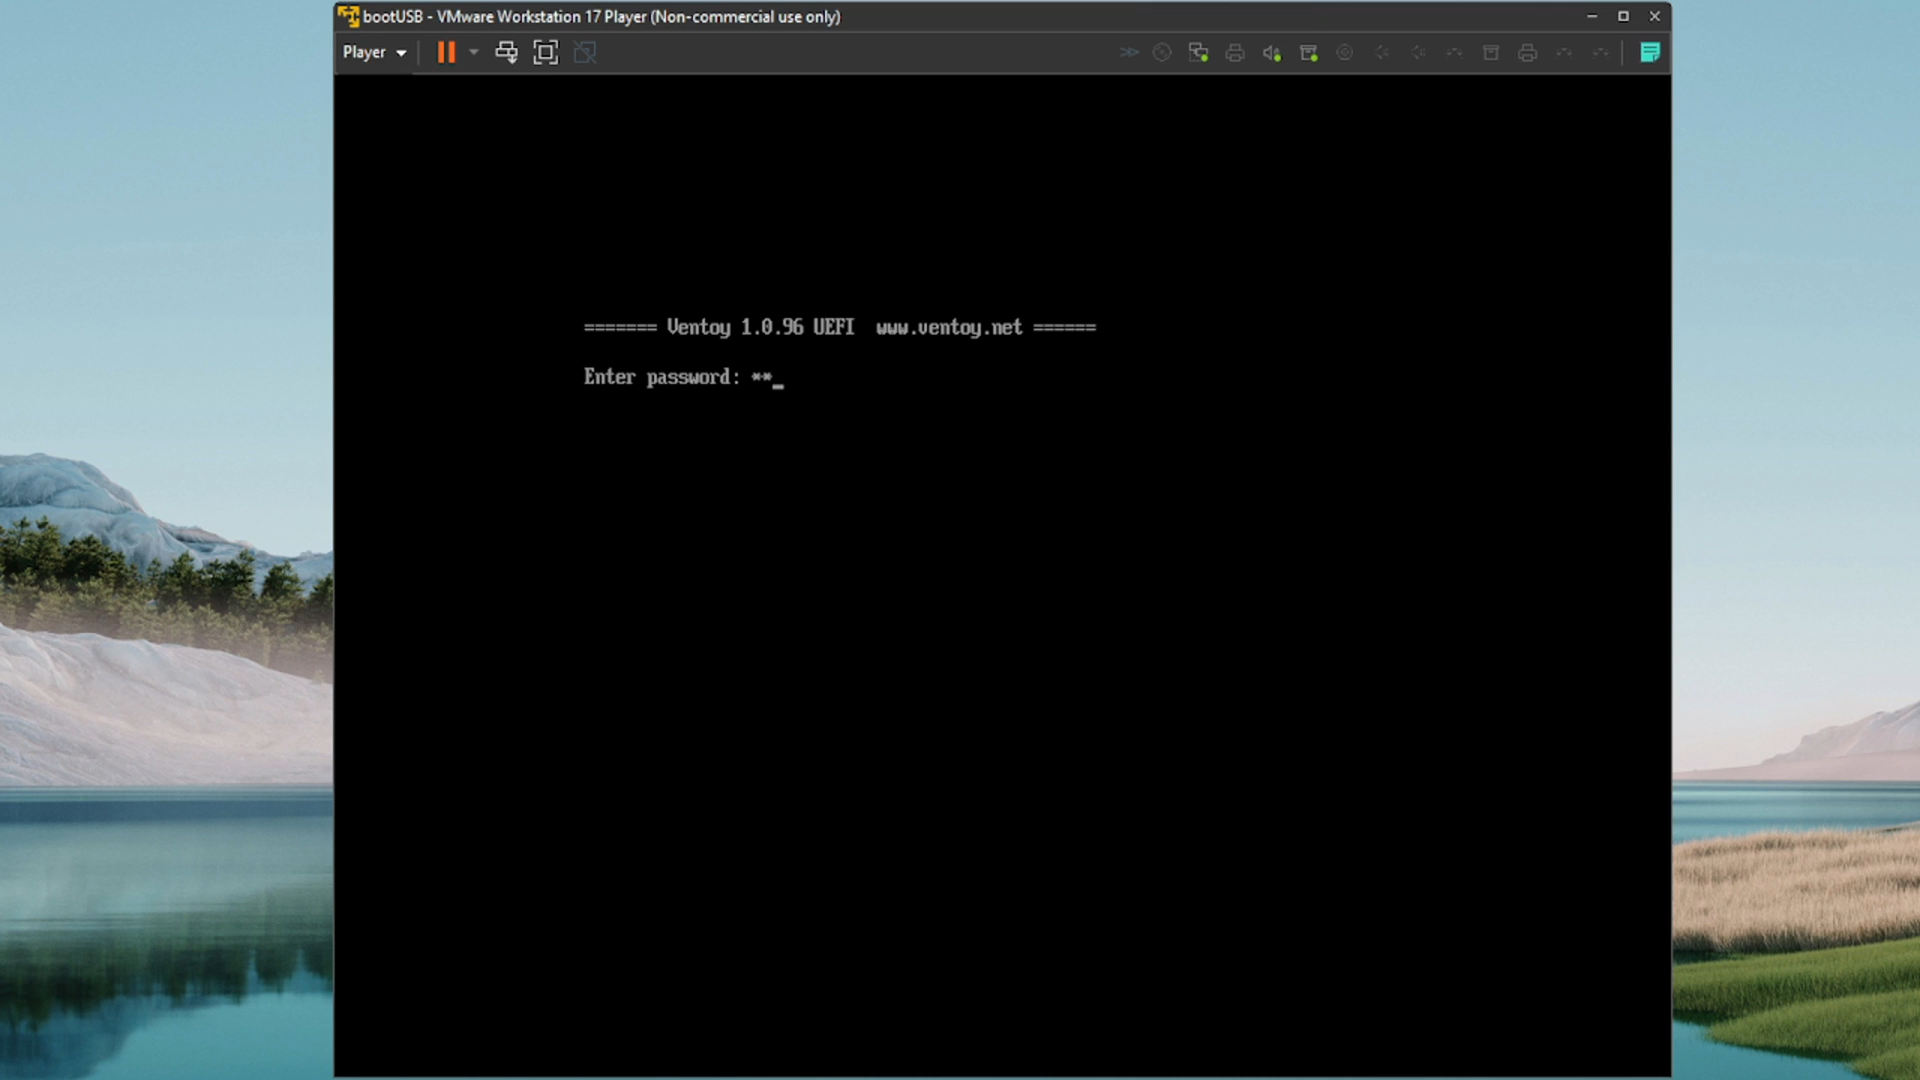 bootUSB - VMware Workstation 17 Player (Non-commercial use only)
Player
======= Ventoy 1.0.96 UEFI  www.ventoy.net ======
Enter password: **_